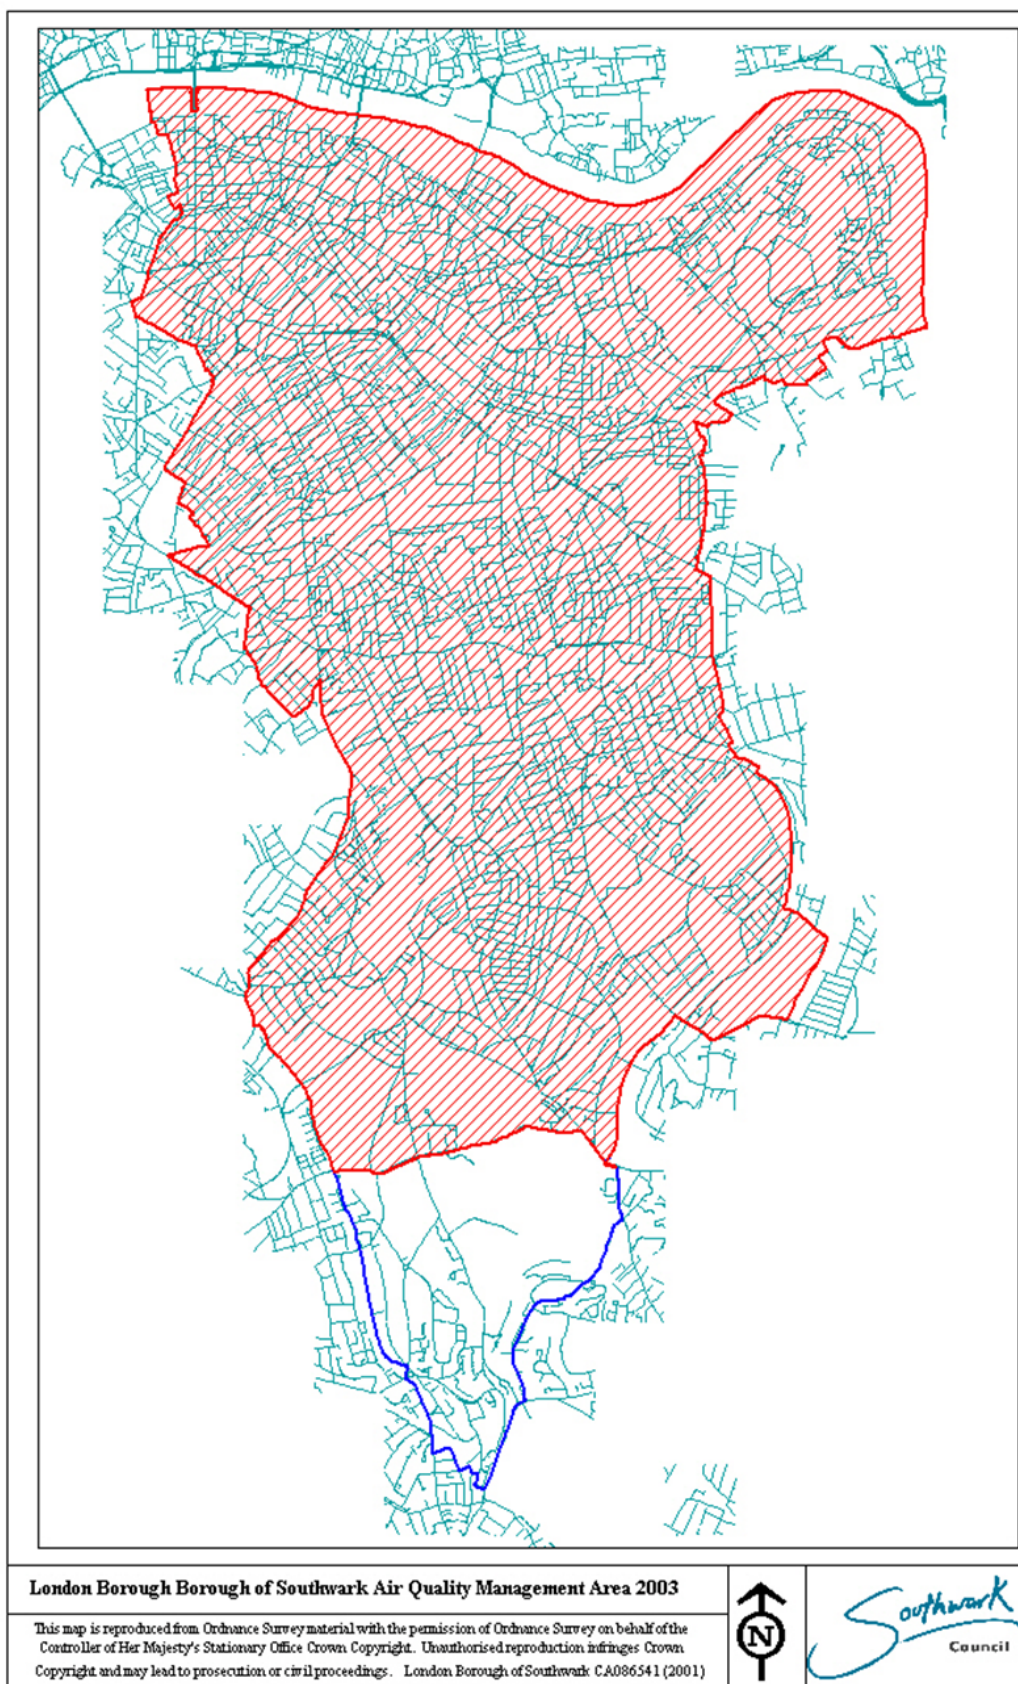 London Borough Borough of Southwark Air Quality Management Area 2003
This map is reproduced from Ordnance Survey material with the permission of Ordnance Survey on behalf of the
Controller of Her Majesty's Stationary Office Crown Copyright. Unauthorised reproduction infringes Crown
Copyright and may lead to prosecution or civil proceedings. London Borough of Southwark CA086541 (2001)
N
Southwark
Council